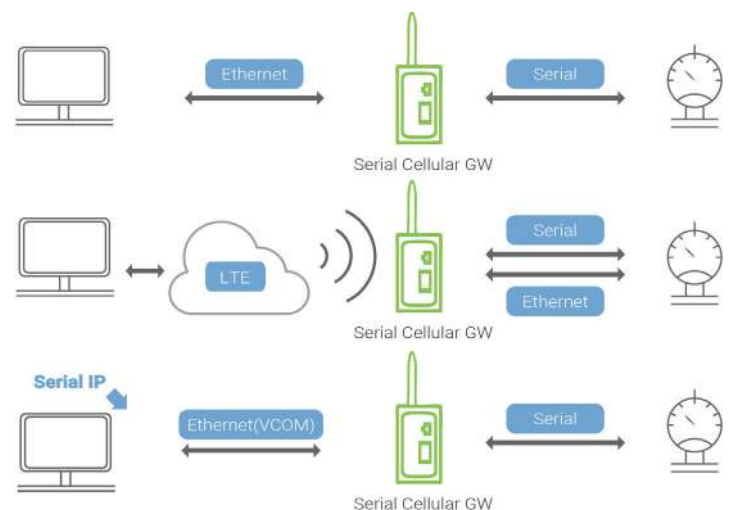 Ethernet
Serial
Serial Cellular GW
Serial
LTE
Ethernet
Serial Cellular GW
Serial IP
Ethernet(VCOM)
Serial
Serial Cellular GW